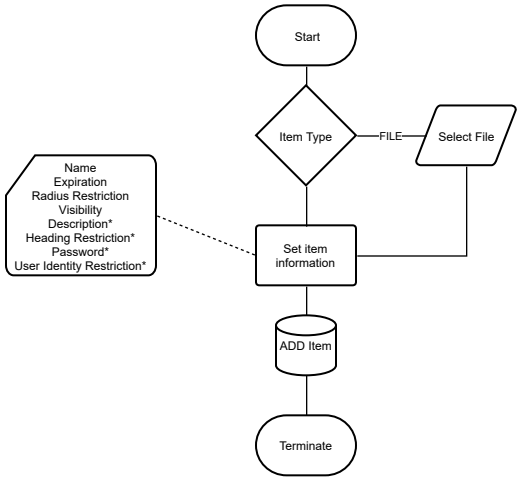 Start
Item Type
FILE
Select File
Name
Expiration
Radius Restriction
Visibility
Description*
Heading Restriction*
Password*
User Identity Restriction*
Set item
information
ADD Item
Terminate